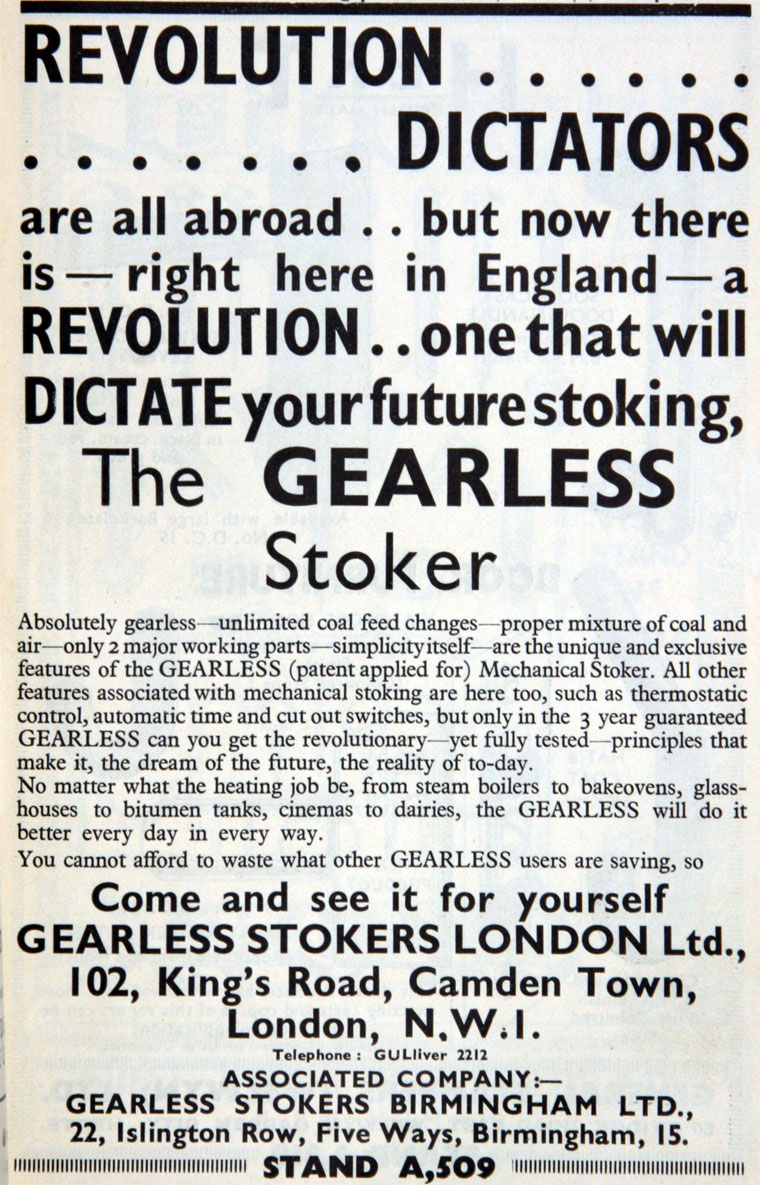 REVOLUTION . . . . . .
. . . . . . . DICTATORS
are all abroad . . but now there
is — right here in England — a
REVOLUTION . . one that will
DICTATE your future stoking,
The GEARLESS
Stoker
Absolutely gearless—unlimited coal feed changes—proper mixture of coal and
air—only 2 major working parts—simplicity itself—are the unique and exclusive
features of the GEARLESS (patent applied for) Mechanical Stoker. All other
features associated with mechanical stoking are here too, such as thermostatic
control, automatic time and cut out switches, but only in the 3 year guaranteed
GEARLESS can you get the revolutionary—yet fully tested—principles that
make it, the dream of the future, the reality of to-day.
No matter what the heating job be, from steam boilers to bakeovens, glass-
houses to bitumen tanks, cinemas to dairies, the GEARLESS will do it
better every day in every way.
You cannot afford to waste what other GEARLESS users are saving, so
Come and see it for yourself
GEARLESS STOKERS LONDON Ltd.,
102, King's Road, Camden Town,
London, N.W.1.
Telephone : GULliver 2212
ASSOCIATED COMPANY:—
GEARLESS STOKERS BIRMINGHAM LTD.,
22, Islington Row, Five Ways, Birmingham, 15.
STAND A,509